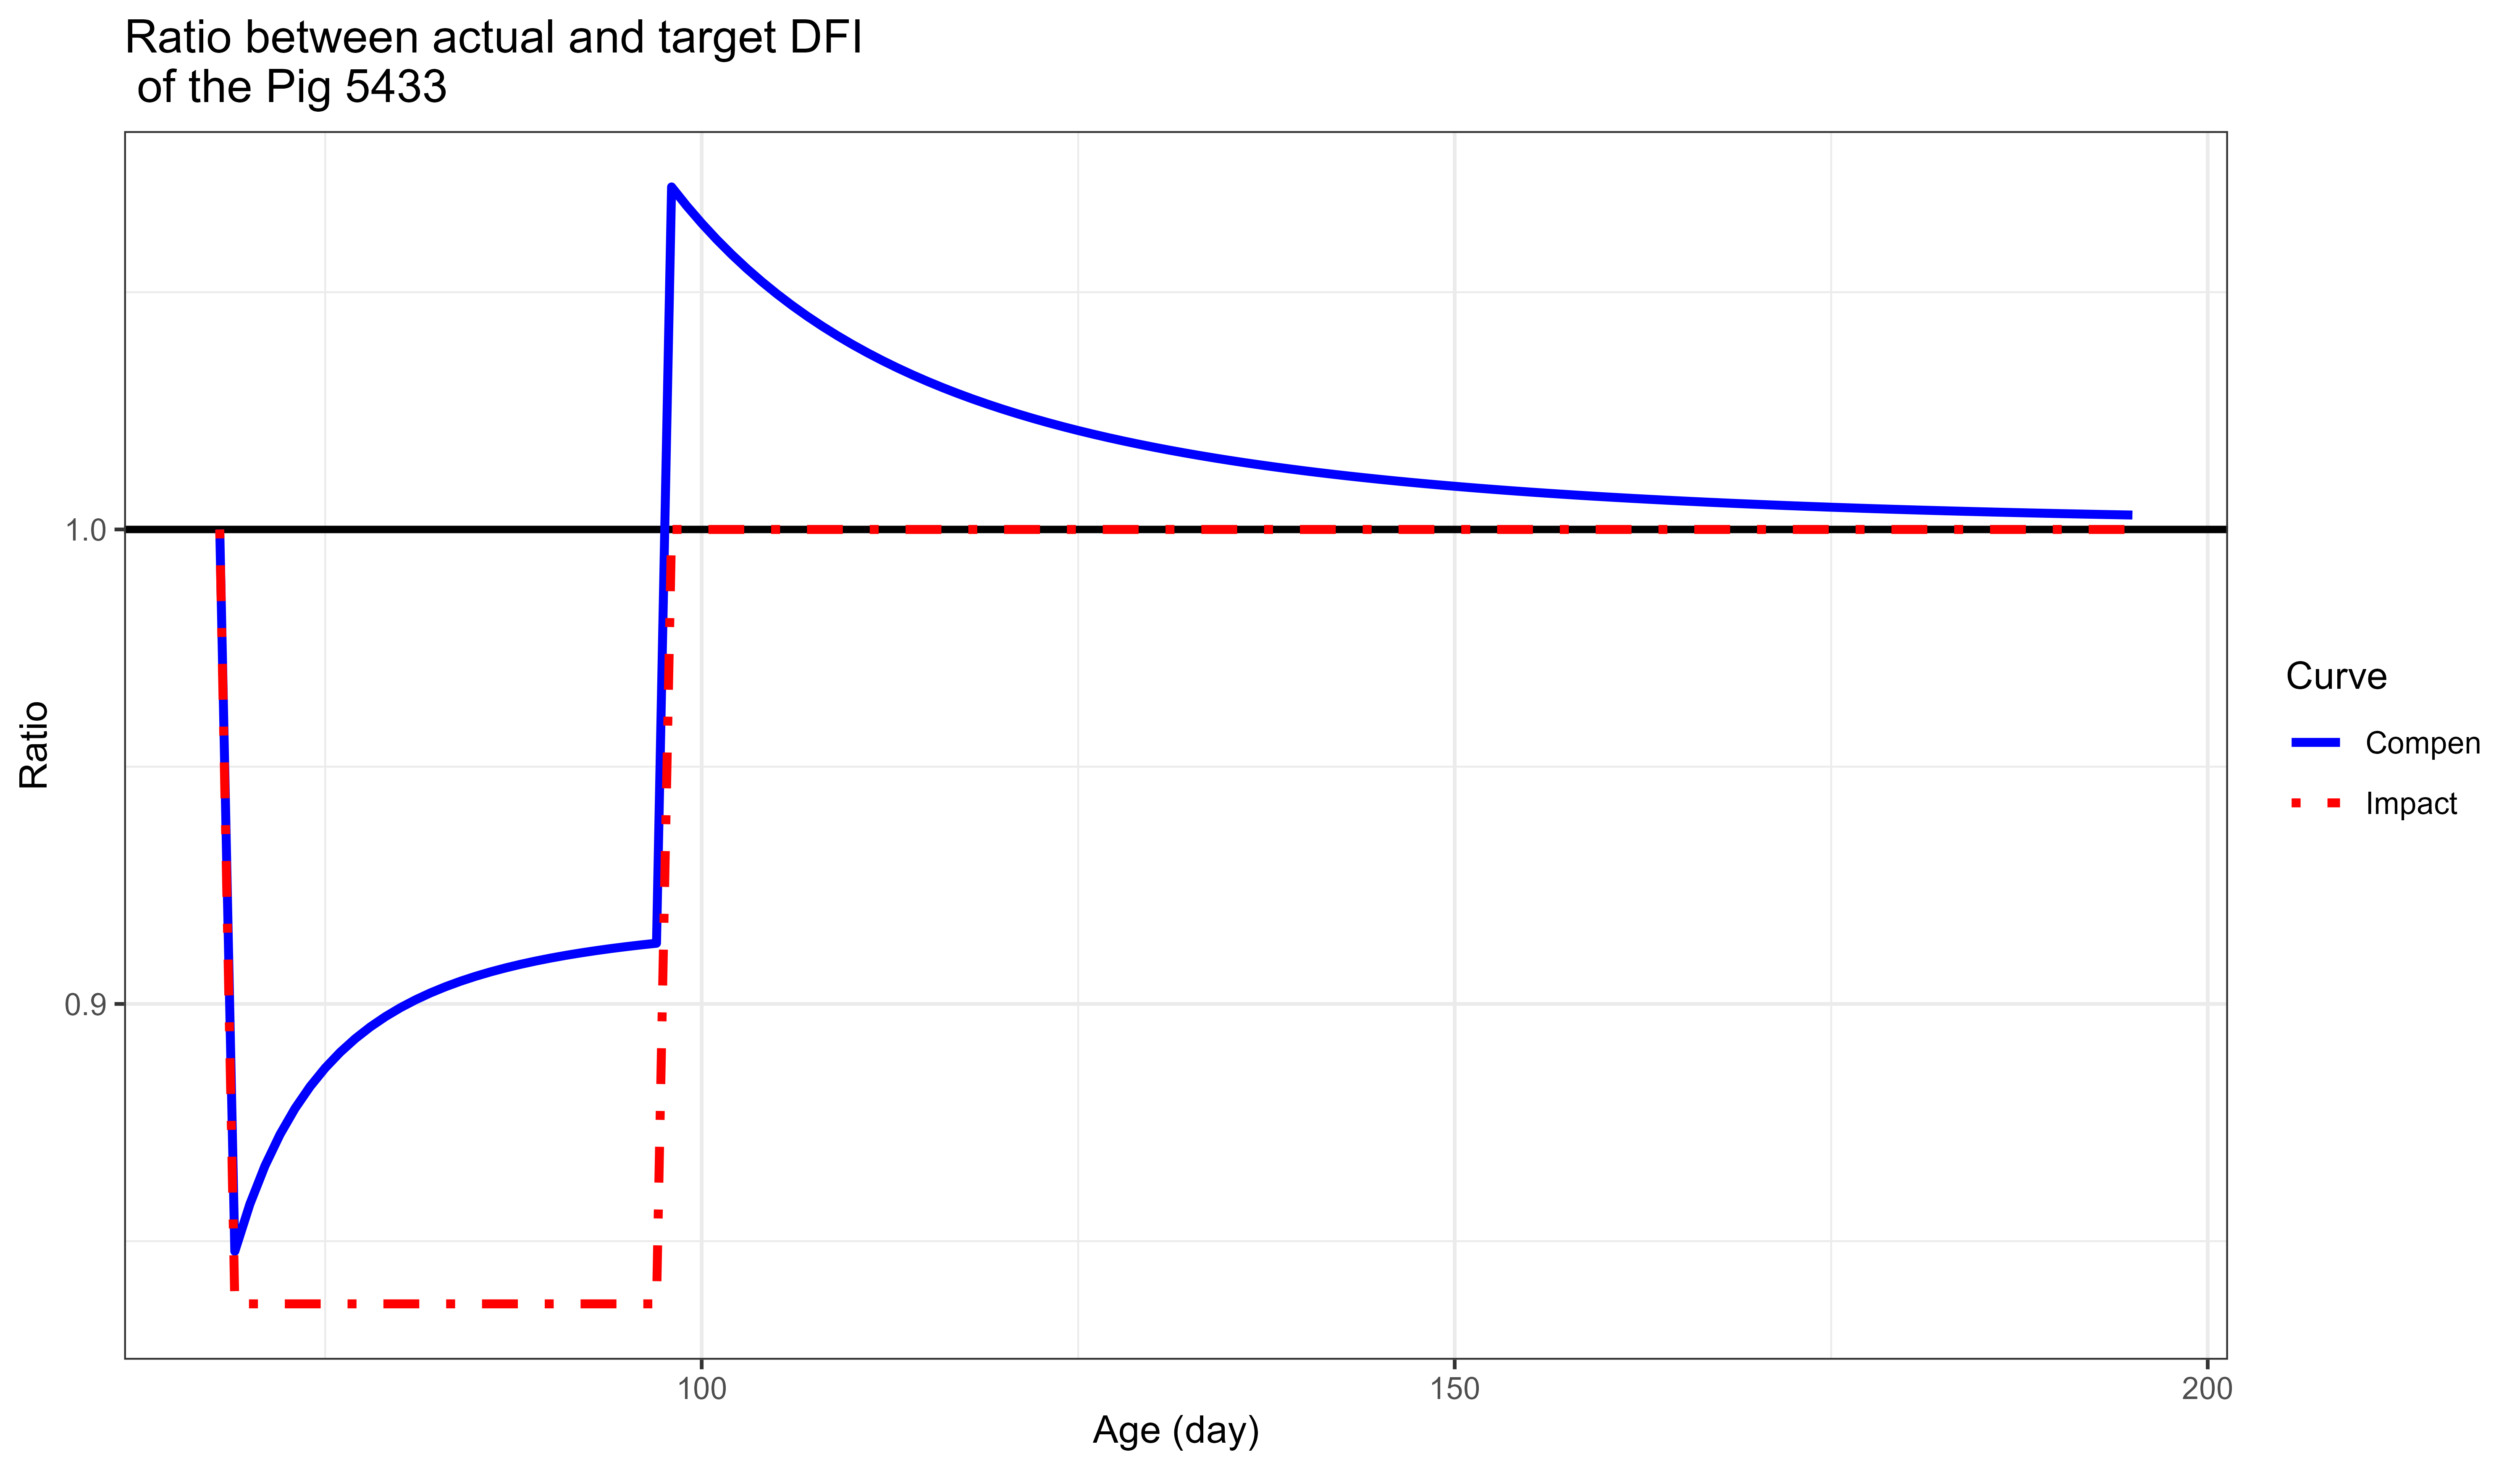 Ratio between actual and target DFI
of the Pig 5433
1.0
0.9
Ratio
100
150
200
Age (day)
Curve
Compen
Impact